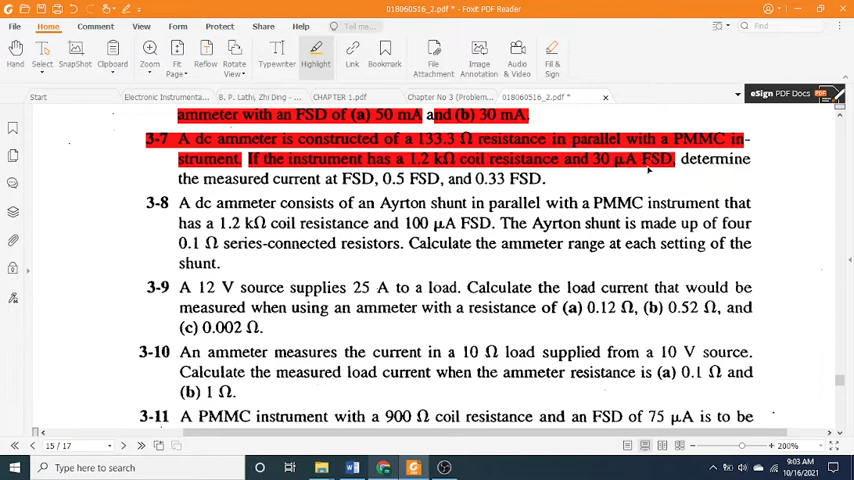 018060516_2.pdf * - Foxit PDF Reader
File Home Comment View Form Protect Share Help Tell me... Find
Hand Select SnapShot Clipboard Zoom Fit Page Reflow Rotate View Typewriter Highlight Link Bookmark File Attachment Image Annotation Audio & Video Fill & Sign
Start Electronic Instrumenta... B. P. Lathi, Zhi Ding - ... CHAPTER 1.pdf Chapter No 3 (Problem... 018060516_2.pdf * eSign PDF Docs
ammeter with an FSD of (a) 50 mA and (b) 30 mA.
3-7 A dc ammeter is constructed of a 133.3 Ω resistance in parallel with a PMMC in-
strument. If the instrument has a 1.2 kΩ coil resistance and 30 µA FSD, determine
the measured current at FSD, 0.5 FSD, and 0.33 FSD.
3-8 A dc ammeter consists of an Ayrton shunt in parallel with a PMMC instrument that
has a 1.2 kΩ coil resistance and 100 µA FSD. The Ayrton shunt is made up of four
0.1 Ω series-connected resistors. Calculate the ammeter range at each setting of the
shunt.
3-9 A 12 V source supplies 25 A to a load. Calculate the load current that would be
measured when using an ammeter with a resistance of (a) 0.12 Ω, (b) 0.52 Ω, and
(c) 0.002 Ω.
3-10 An ammeter measures the current in a 10 Ω load supplied from a 10 V source.
Calculate the measured load current when the ammeter resistance is (a) 0.1 Ω and
(b) 1 Ω.
3-11 A PMMC instrument with a 900 Ω coil resistance and an FSD of 75 µA is to be
15 / 17 200%
Type here to search 9:03 AM
10/16/2021